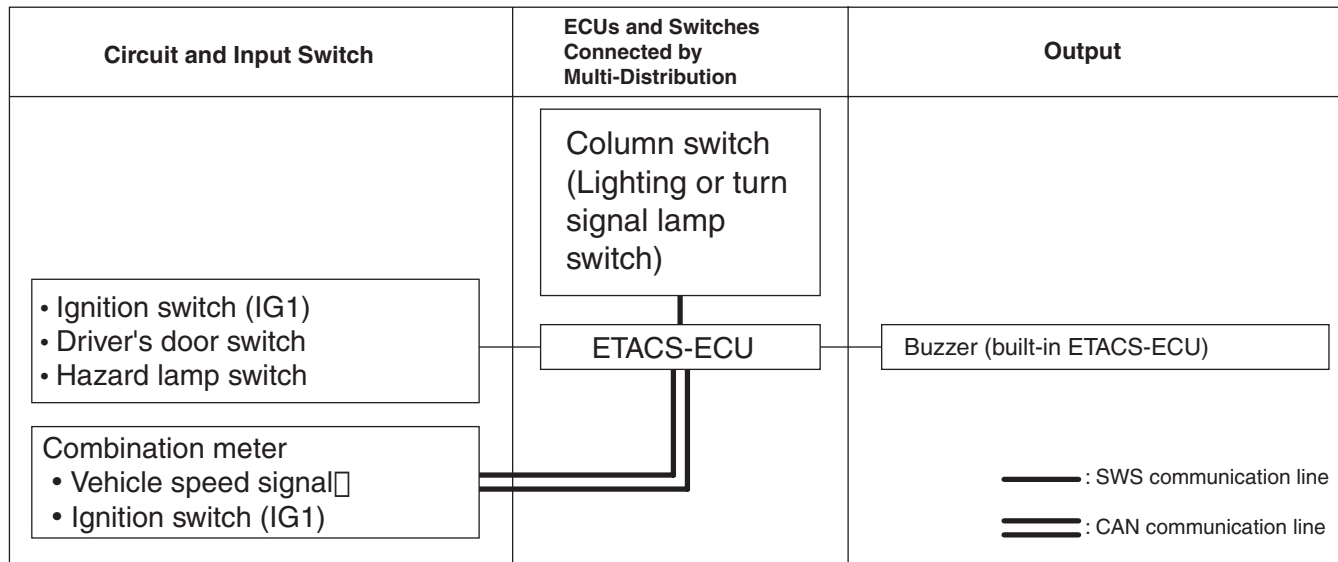 Circuit and Input Switch
ECUs and Switches
Connected by
Multi-Distribution
Output
Column switch
(Lighting or turn
signal lamp
switch)
• Ignition switch (IG1)
• Driver's door switch
• Hazard lamp switch
ETACS-ECU
Buzzer (built-in ETACS-ECU)
Combination meter
• Vehicle speed signal□
• Ignition switch (IG1)
: SWS communication line
: CAN communication line